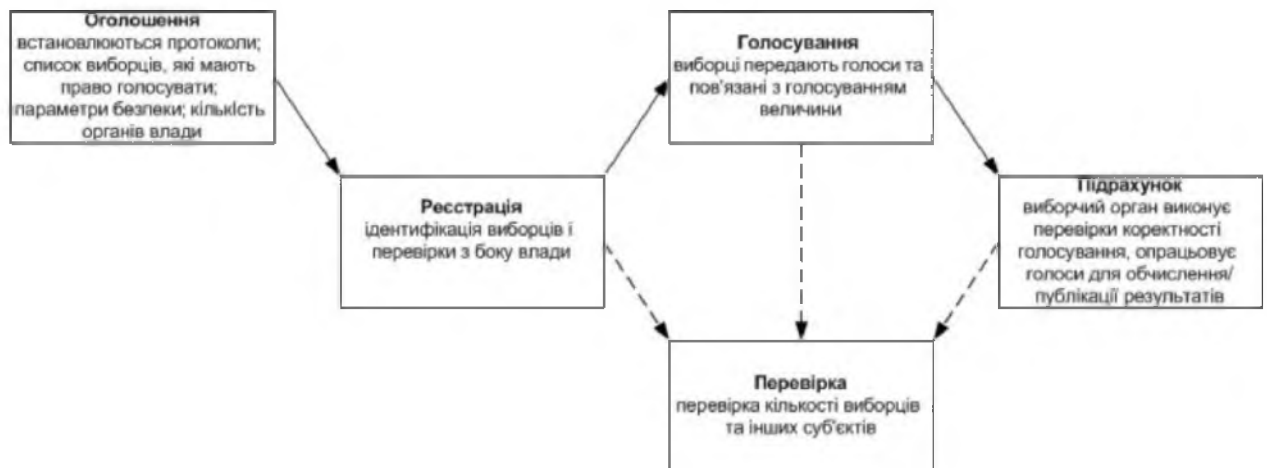 Оголошення
встановлюються протоколи;
список виборців, які мають
право голосувати;
параметри безпеки; кількість
органів влади
Реєстрація
ідентифікація виборців і
перевірки з боку влади
Голосування
виборці передають голоси та
пов'язані з голосуванням
величини
Підрахунок
виборчий орган виконує
перевірки коректності
голосування, опрацьовує
голоси для обчислення/
публікації результатів
Перевірка
перевірка кількості виборців
та інших суб'єктів